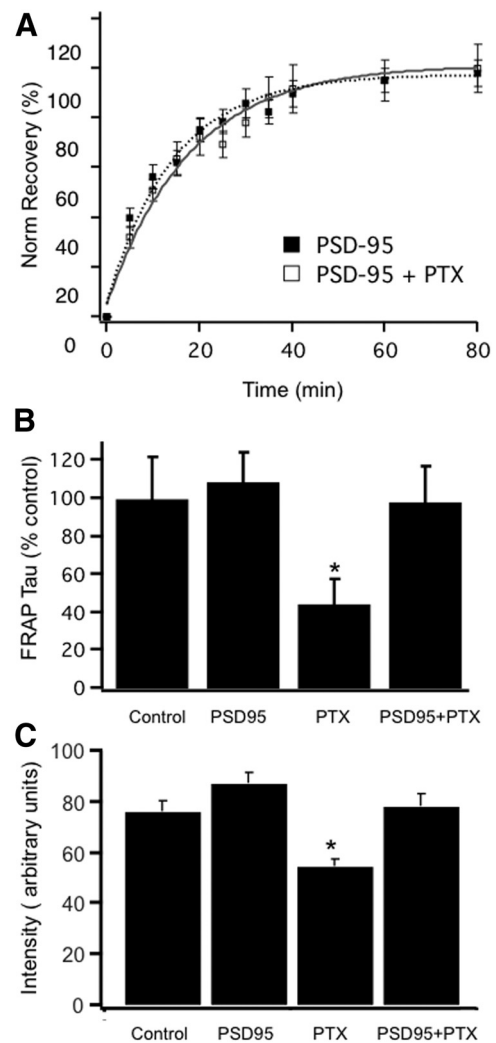 A
120
100
80
60
40
20
0
Norm Recovery (%)
PSD-95
PSD-95 + PTX
0 20 40 60 80
Time (min)
B
120
100
80
60
40
20
0
FRAP Tau (% control)
*
Control PSD95 PTX PSD95+PTX
C
100
80
60
40
20
0
Intensity ( arbitrary units)
*
Control PSD95 PTX PSD95+PTX